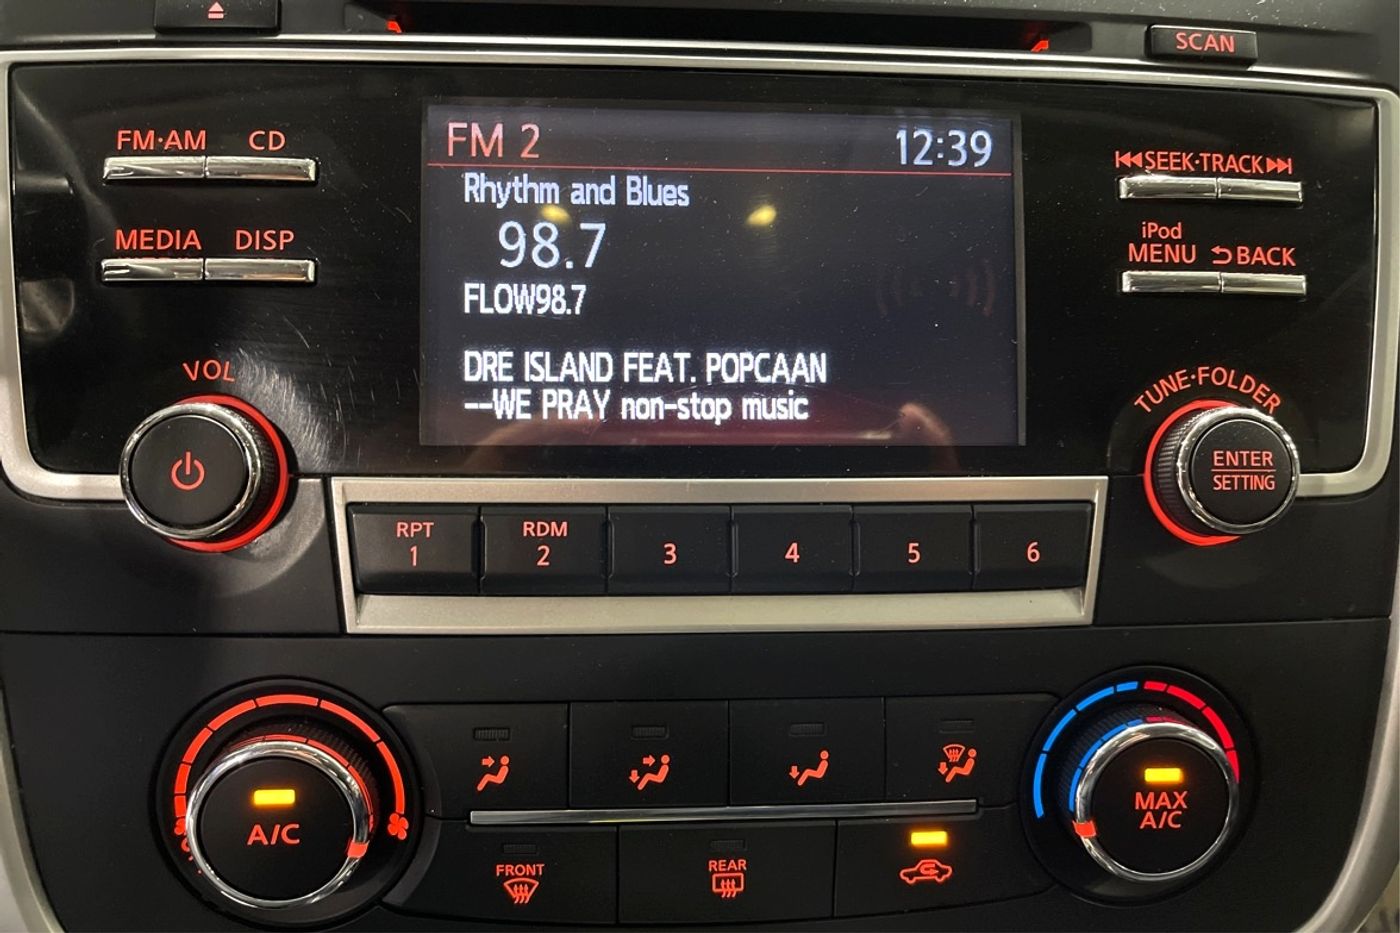 SCAN
FM·AM CD
MEDIA DISP
VOL
FM 2 12:39
Rhythm and Blues
98.7
FLOW98.7
DRE ISLAND FEAT. POPCAAN
--WE PRAY non-stop music
SEEK·TRACK
iPod
MENU BACK
TUNE·FOLDER
ENTER
SETTING
RPT
1
RDM
2
3
4
5
6
A/C
FRONT
REAR
MAX
A/C